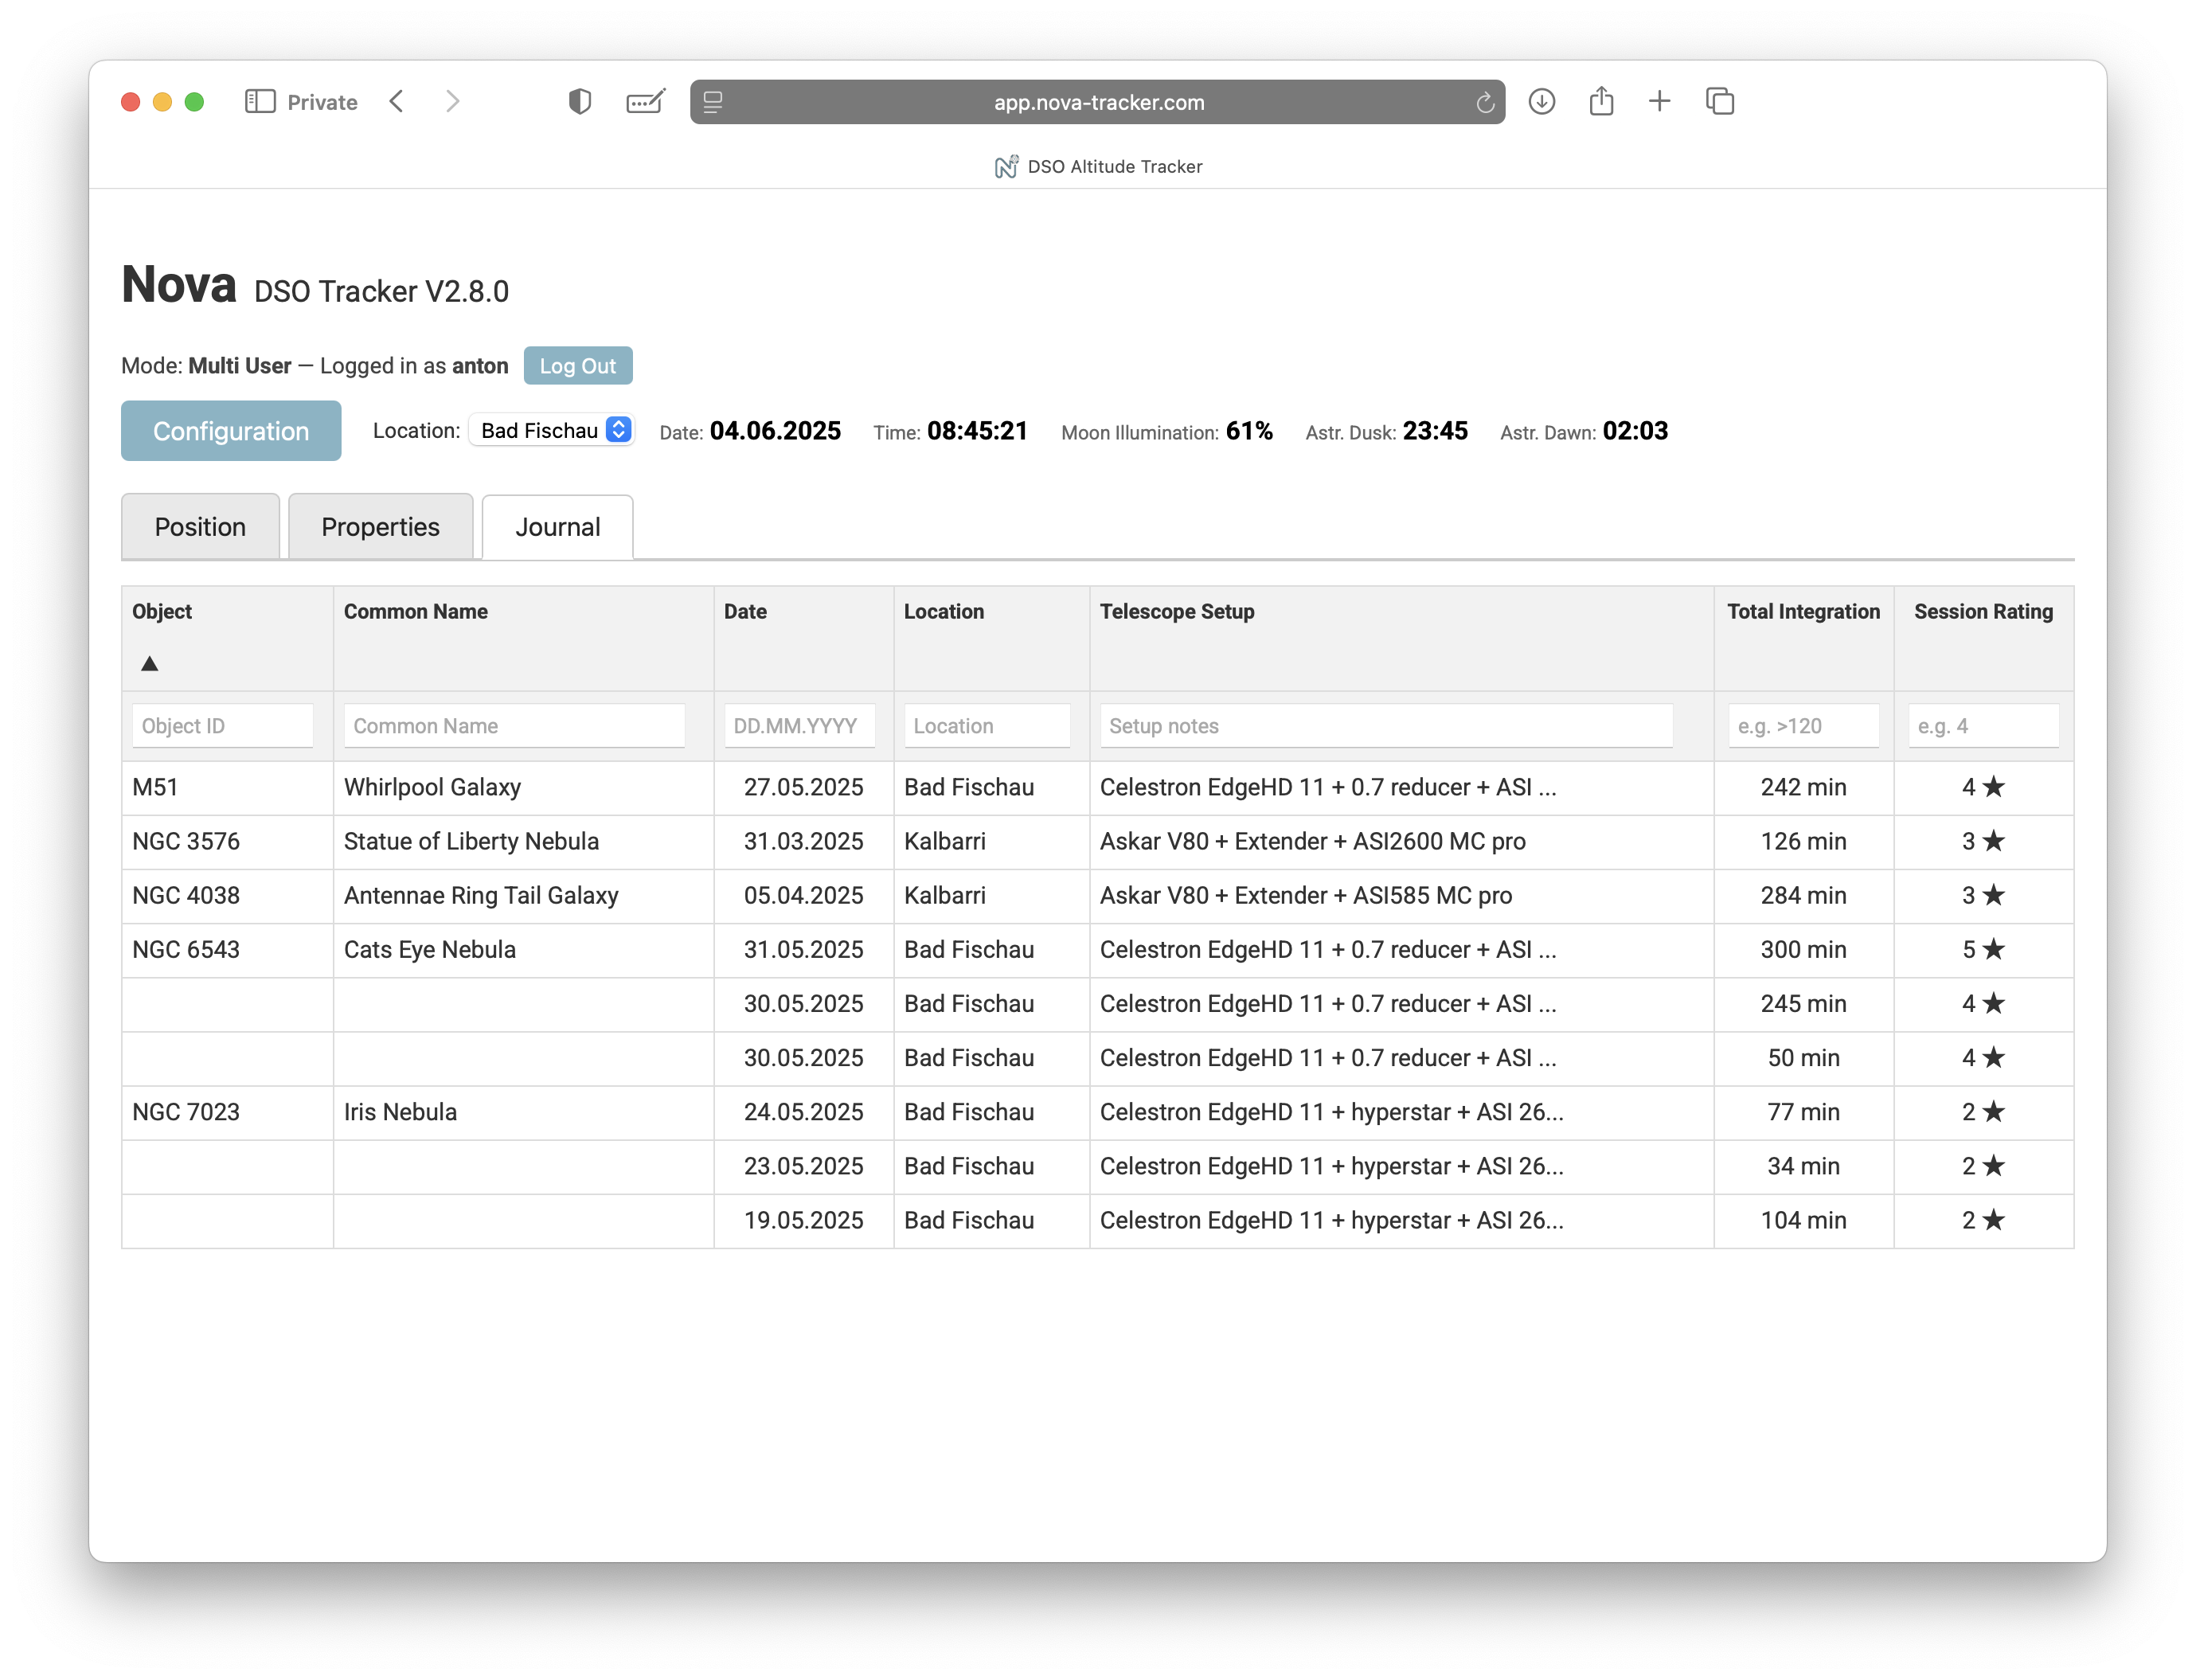 Private
app.nova-tracker.com
DSO Altitude Tracker
Nova DSO Tracker V2.8.0
Mode: Multi User — Logged in as anton Log Out
Configuration Location: Bad Fischau Date: 04.06.2025 Time: 08:45:21 Moon Illumination: 61% Astr. Dusk: 23:45 Astr. Dawn: 02:03
Position Properties Journal
Object Common Name Date Location Telescope Setup Total Integration Session Rating
▲
Object ID Common Name DD.MM.YYYY Location Setup notes e.g. >120 e.g. 4
M51 Whirlpool Galaxy 27.05.2025 Bad Fischau Celestron EdgeHD 11 + 0.7 reducer + ASI ... 242 min 4 ★
NGC 3576 Statue of Liberty Nebula 31.03.2025 Kalbarri Askar V80 + Extender + ASI2600 MC pro 126 min 3 ★
NGC 4038 Antennae Ring Tail Galaxy 05.04.2025 Kalbarri Askar V80 + Extender + ASI585 MC pro 284 min 3 ★
NGC 6543 Cats Eye Nebula 31.05.2025 Bad Fischau Celestron EdgeHD 11 + 0.7 reducer + ASI ... 300 min 5 ★
30.05.2025 Bad Fischau Celestron EdgeHD 11 + 0.7 reducer + ASI ... 245 min 4 ★
30.05.2025 Bad Fischau Celestron EdgeHD 11 + 0.7 reducer + ASI ... 50 min 4 ★
NGC 7023 Iris Nebula 24.05.2025 Bad Fischau Celestron EdgeHD 11 + hyperstar + ASI 26... 77 min 2 ★
23.05.2025 Bad Fischau Celestron EdgeHD 11 + hyperstar + ASI 26... 34 min 2 ★
19.05.2025 Bad Fischau Celestron EdgeHD 11 + hyperstar + ASI 26... 104 min 2 ★